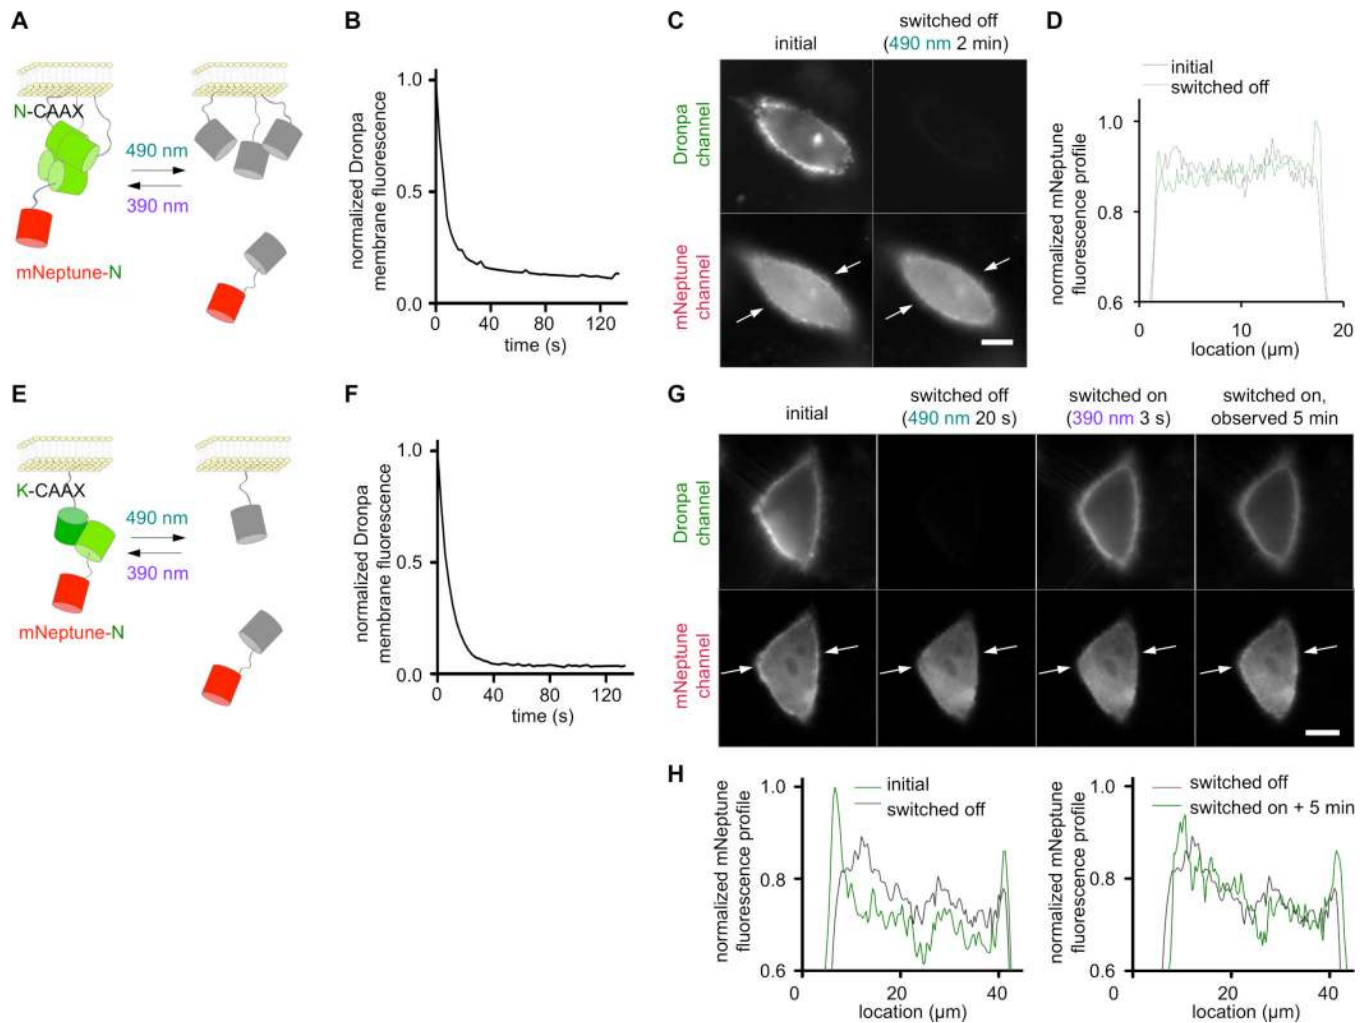 A
N-CAAX
490 nm
390 nm
mNeptune-N
B
normalized Dronpa
membrane fluorescence
1.0
0.5
0.0
0 40 80 120
time (s)
C
switched off
initial (490 nm 2 min)
Dronpa
channel
mNeptune
channel
D
initial
switched off
normalized mNeptune
fluorescence profile
1.0
0.8
0.6
0 10 20
location (µm)
E
K-CAAX
490 nm
390 nm
mNeptune-N
F
normalized Dronpa
membrane fluorescence
1.0
0.5
0.0
0 40 80 120
time (s)
G
switched off switched on switched on,
initial (490 nm 20 s) (390 nm 3 s) observed 5 min
Dronpa
channel
mNeptune
channel
H
initial
switched off
normalized mNeptune
fluorescence profile
1.0
0.8
0.6
0 20 40
location (µm)
switched off
switched on + 5 min
normalized mNeptune
fluorescence profile
1.0
0.8
0.6
0 20 40
location (µm)